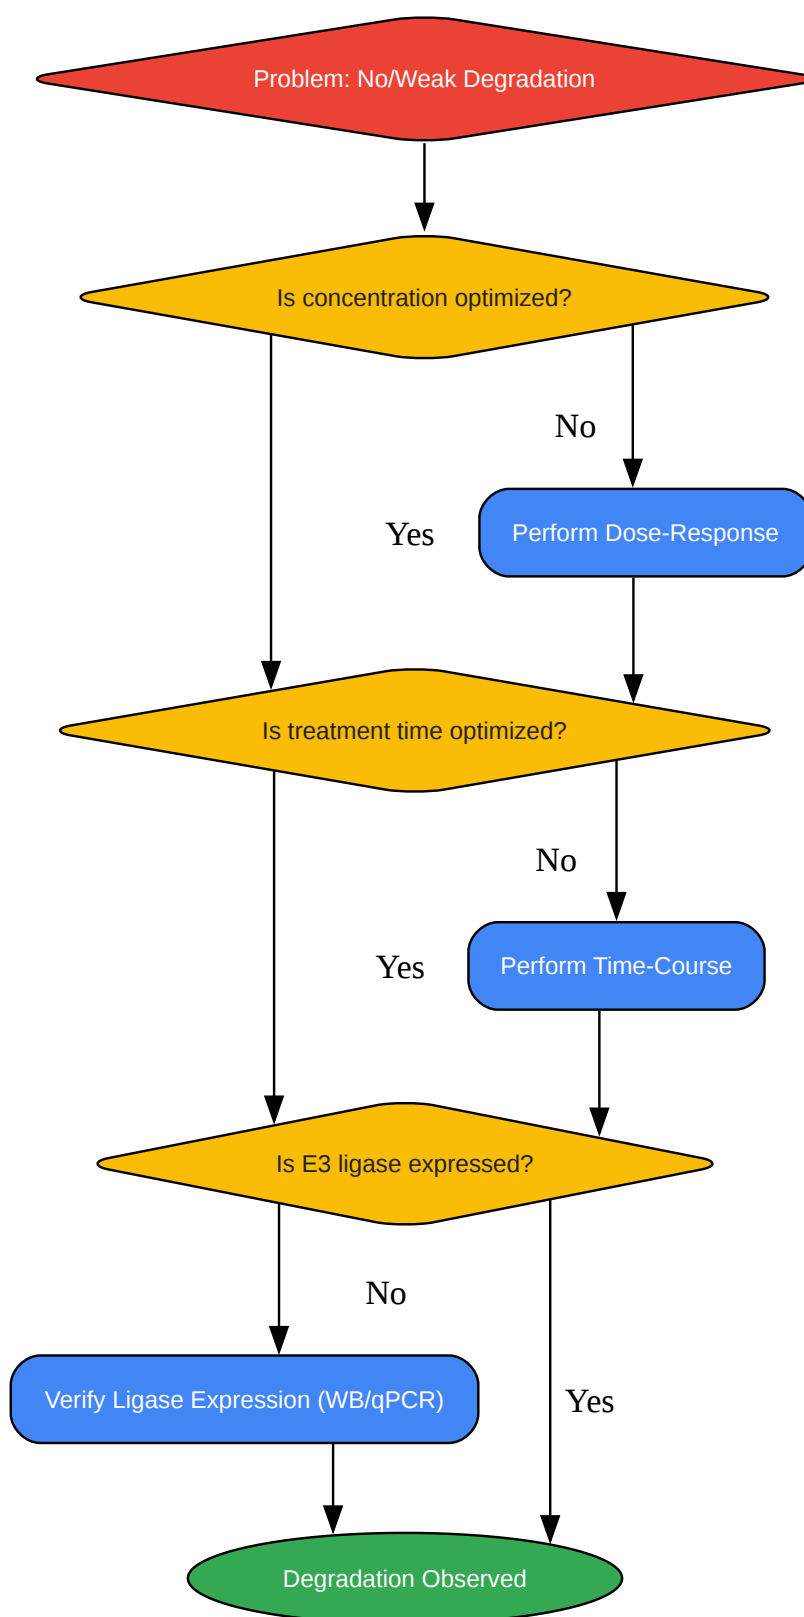 Problem: No/Weak Degradation
Is concentration optimized?
No
Yes
Perform Dose-Response
Is treatment time optimized?
No
Yes
Perform Time-Course
Is E3 ligase expressed?
No
Verify Ligase Expression (WB/qPCR)
Yes
Degradation Observed